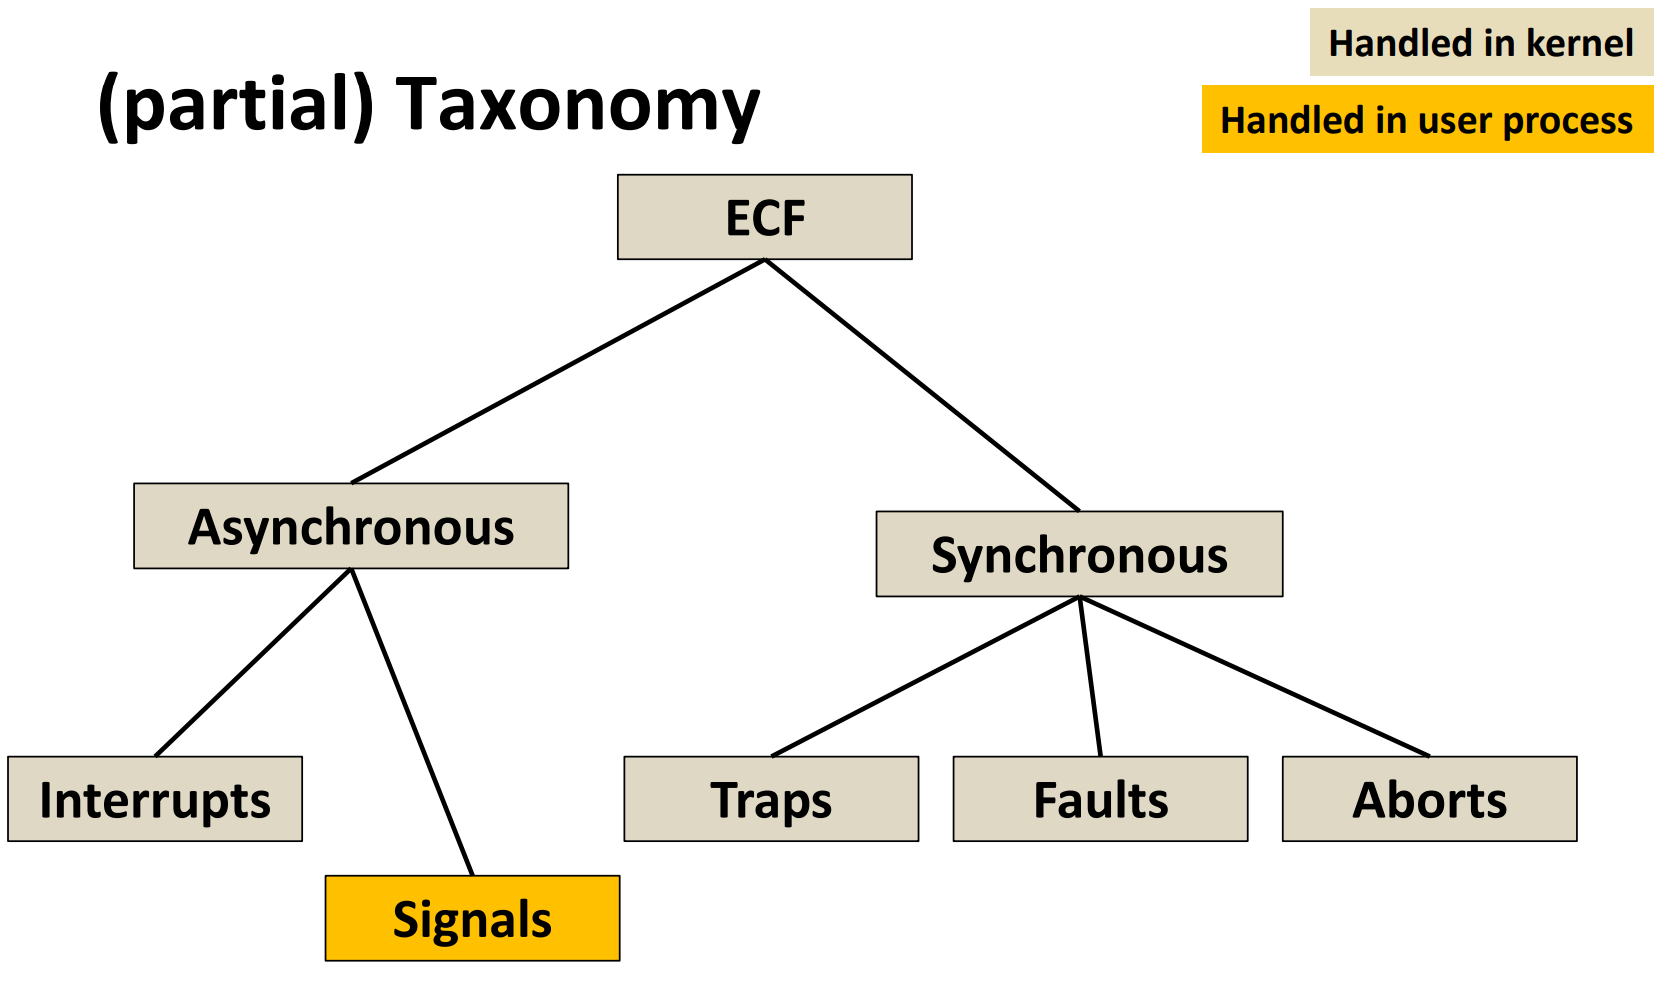 Handled in kernel
(partial) Taxonomy
Handled in user process
ECF
Asynchronous
Synchronous
Interrupts
Traps
Faults
Aborts
Signals